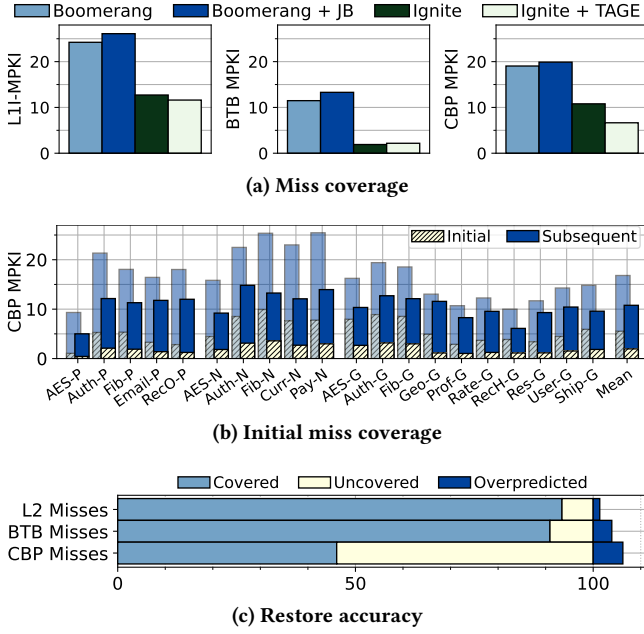 Boomerang Boomerang + JB Ignite Ignite + TAGE
L1I-MPKI
20
10
0
BTB MPKI
20
10
0
CBP MPKI
20
10
0
(a) Miss coverage
Initial Subsequent
CBP MPKI
20
10
0
AES-P Auth-P Fib-P Email-P RecO-P AES-N Auth-N Fib-N Curr-N Pay-N AES-G Auth-G Fib-G Geo-G Prof-G Rate-G RecH-G Res-G User-G Ship-G Mean
(b) Initial miss coverage
Covered Uncovered Overpredicted
L2 Misses
BTB Misses
CBP Misses
0 50 100
(c) Restore accuracy